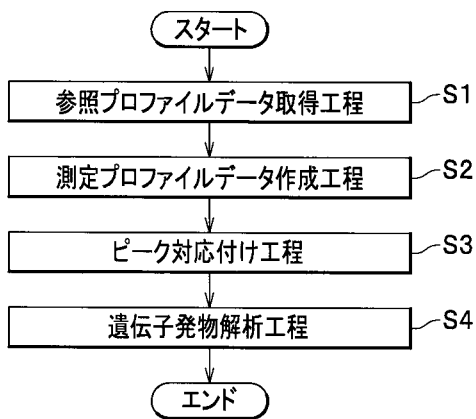 スタート
参照プロファイルデータ取得工程
S1
測定プロファイルデータ作成工程
S2
ピーク対応付け工程
S3
遺伝子発物解析工程
S4
エンド